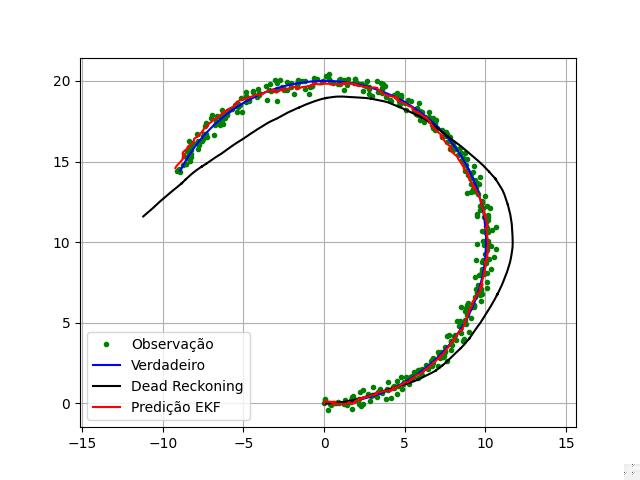 20
15
10
5
0
Observação
Verdadeiro
Dead Reckoning
Predição EKF
−15 −10 −5 0 5 10 15